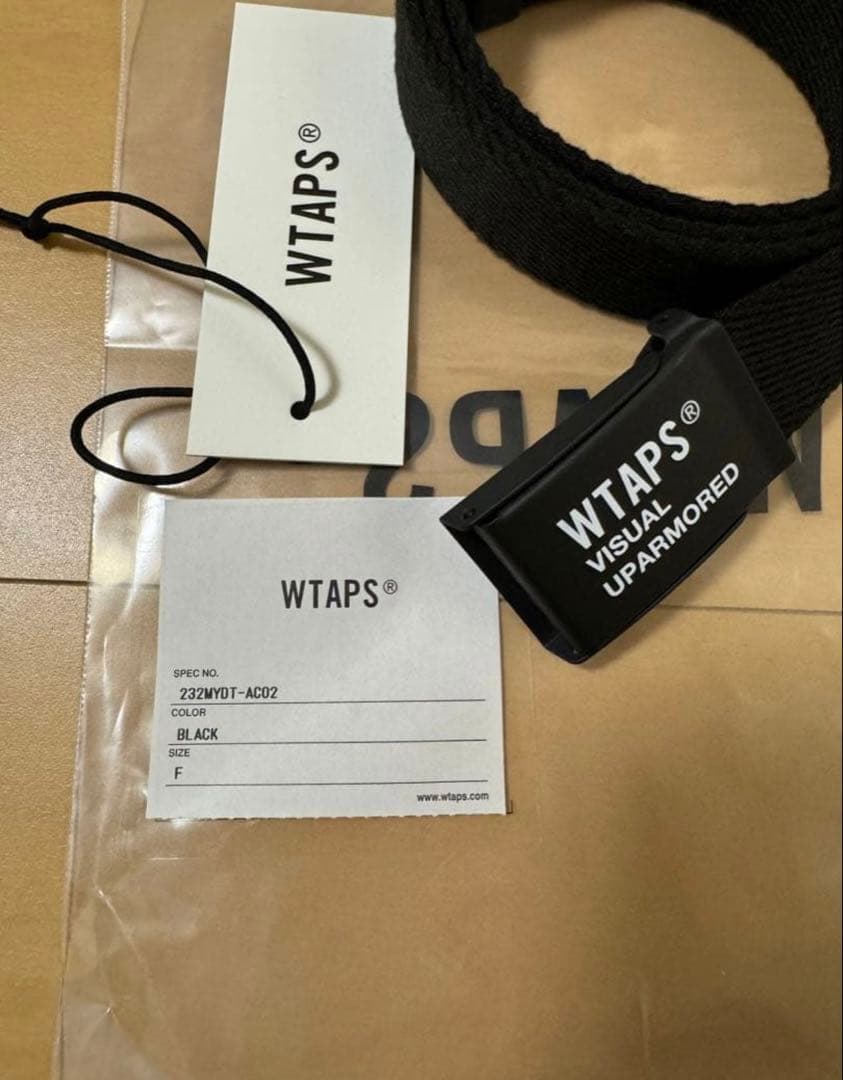 WTAPS®
WTAPS®
VISUAL
UPARMORED
WTAPS®
SPEC NO.
232MYDT-AC02
COLOR
BLACK
SIZE
F
www.wtaps.com